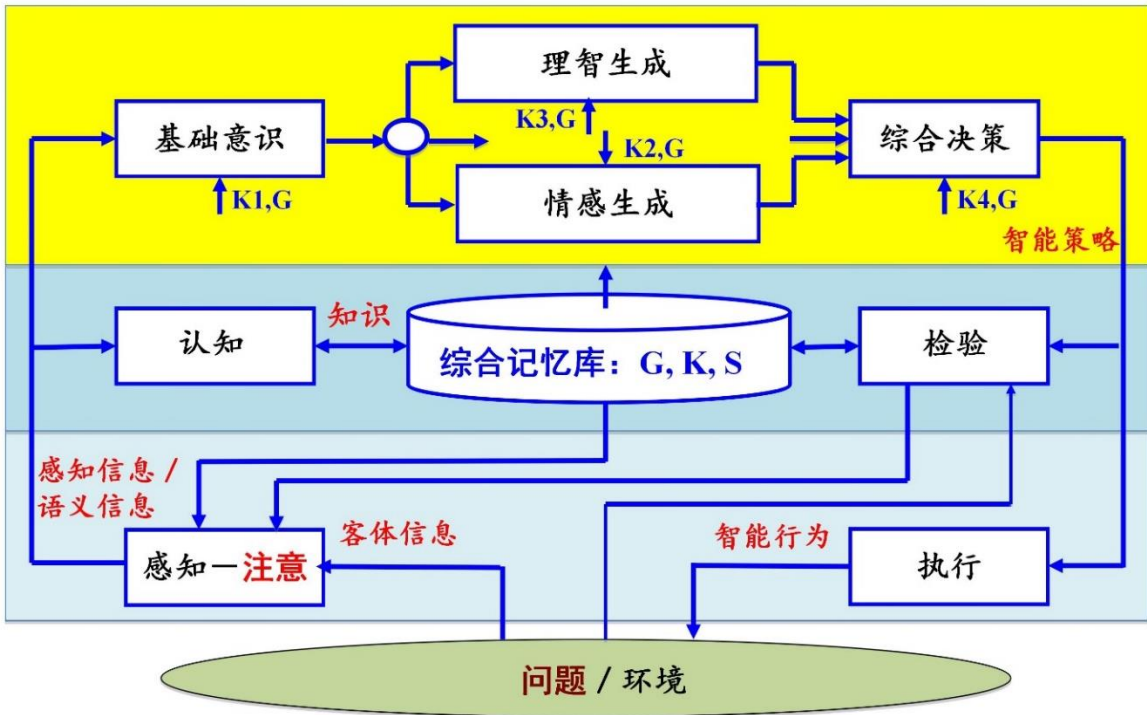 理智生成
K3,G
基础意识
综合决策
K2,G
K1,G
情感生成
K4,G
智能策略
知识
认知
综合记忆库：G, K, S
检验
感知信息 /
语义信息
客体信息
智能行为
感知－注意
执行
问题 / 环境